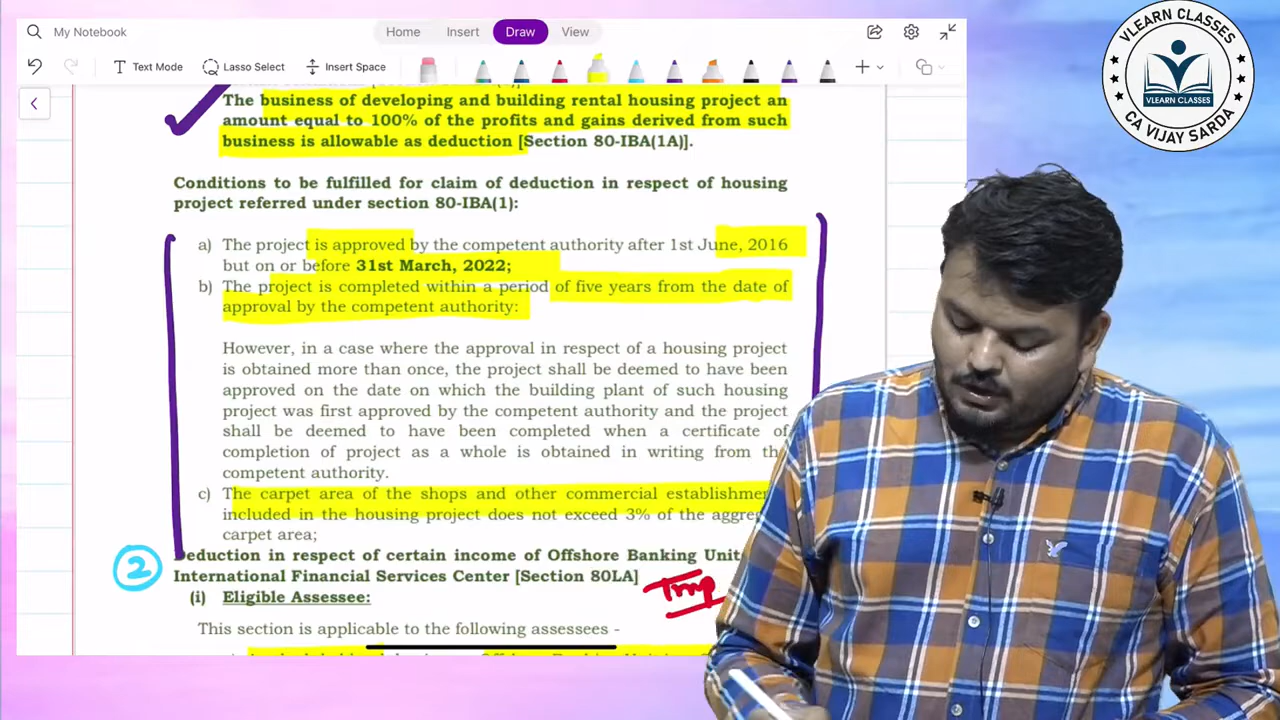 My Notebook
Home Insert Draw View
Text Mode Lasso Select Insert Space
The business of developing and building rental housing project an
amount equal to 100% of the profits and gains derived from such
business is allowable as deduction [Section 80-IBA(1A)].
Conditions to be fulfilled for claim of deduction in respect of housing
project referred under section 80-IBA(1):
a) The project is approved by the competent authority after 1st June, 2016
but on or before 31st March, 2022;
b) The project is completed within a period of five years from the date of
approval by the competent authority:
However, in a case where the approval in respect of a housing project
is obtained more than once, the project shall be deemed to have been
approved on the date on which the building plant of such housing
project was first approved by the competent authority and the project
shall be deemed to have been completed when a certificate of
completion of project as a whole is obtained in writing from
competent authority.
c) The carpet area of the shops and other commercial
included in the housing project does not exceed 3% of the
carpet area;
2 Deduction in respect of certain income of Offshore Banking
International Financial Services Center [Section 80LA]
(i) Eligible Assessee:
This section is applicable to the following assessees -
VLEARN CLASSES
VLEARN CLASSES
CA VIJAY SARDA